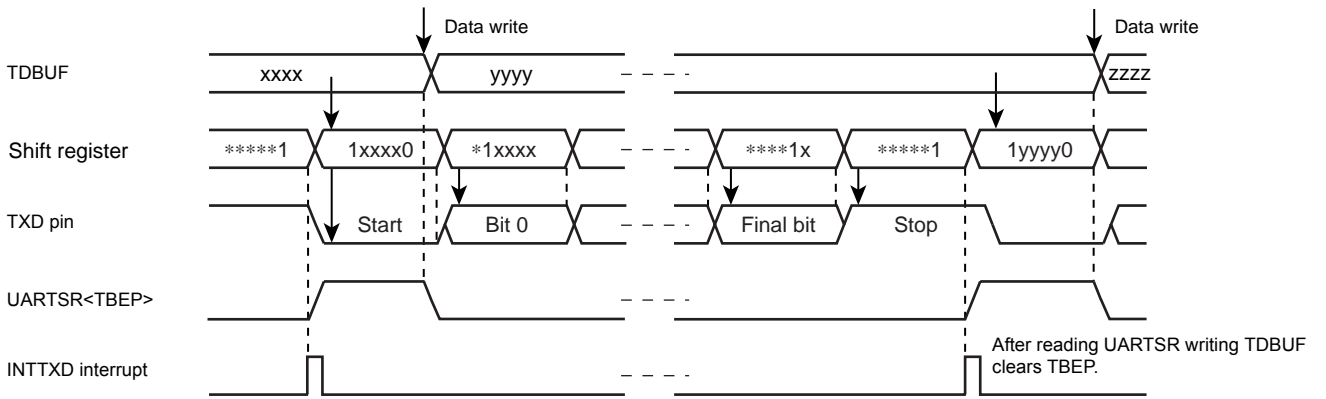 Data write Data write
TDBUF xxxx yyyy zzzz
Shift register *****1 1xxxx0 *1xxxx ****1x *****1 1yyyy0
TXD pin Start Bit 0 Final bit Stop
UARTSR<TBEP>
After reading UARTSR writing TDBUF
INTTXD interrupt clears TBEP.